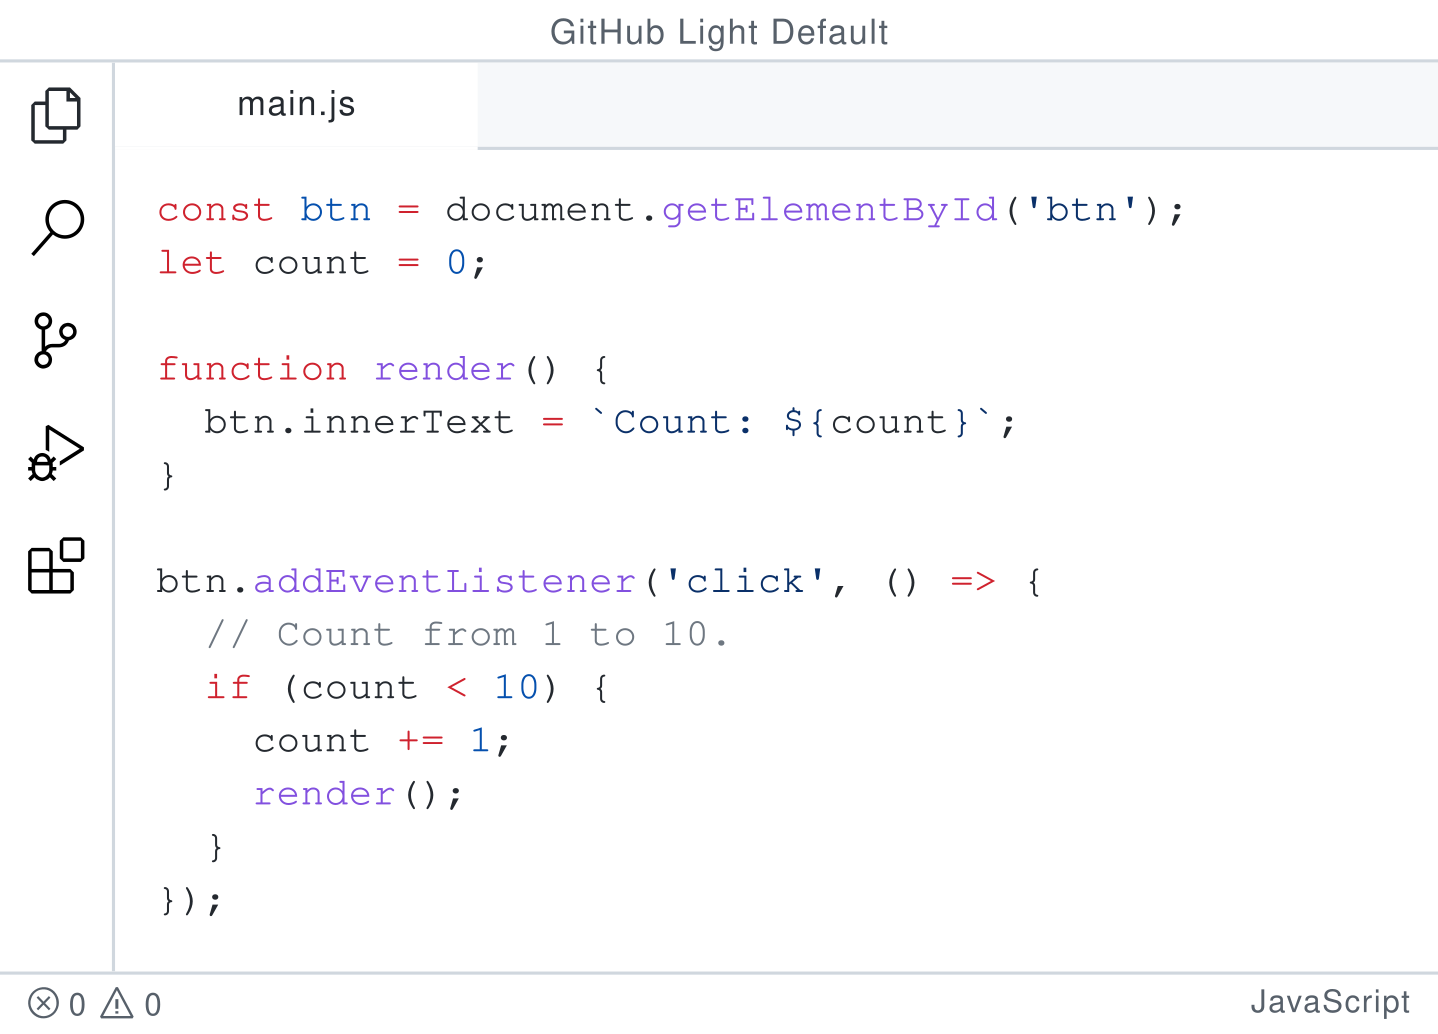 GitHub Light Default
main.js
const btn = document.getElementById('btn');
let count = 0;

function render() {
  btn.innerText = `Count: ${count}`;
}

btn.addEventListener('click', () => {
  // Count from 1 to 10.
  if (count < 10) {
    count += 1;
    render();
  }
});
0 0
JavaScript